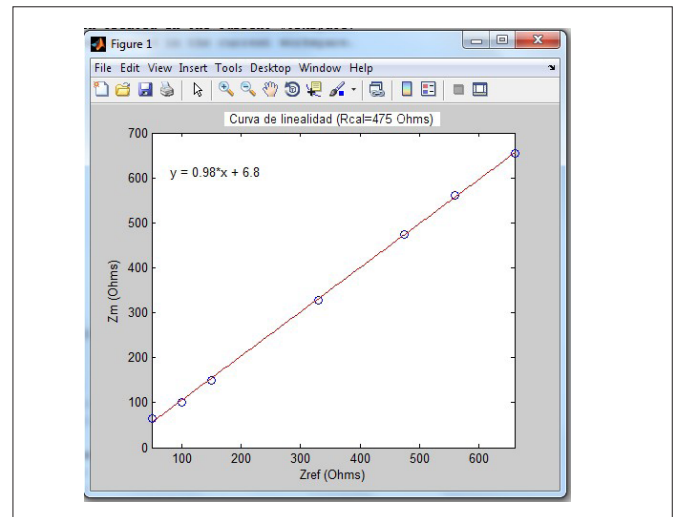 Figure 1
File Edit View Insert Tools Desktop Window Help
Curva de linealidad (Rcal=475 Ohms)
y = 0.98*x + 6.8
Zm (Ohms)
700
600
500
400
300
200
100
0
100 200 300 400 500 600
Zref (Ohms)